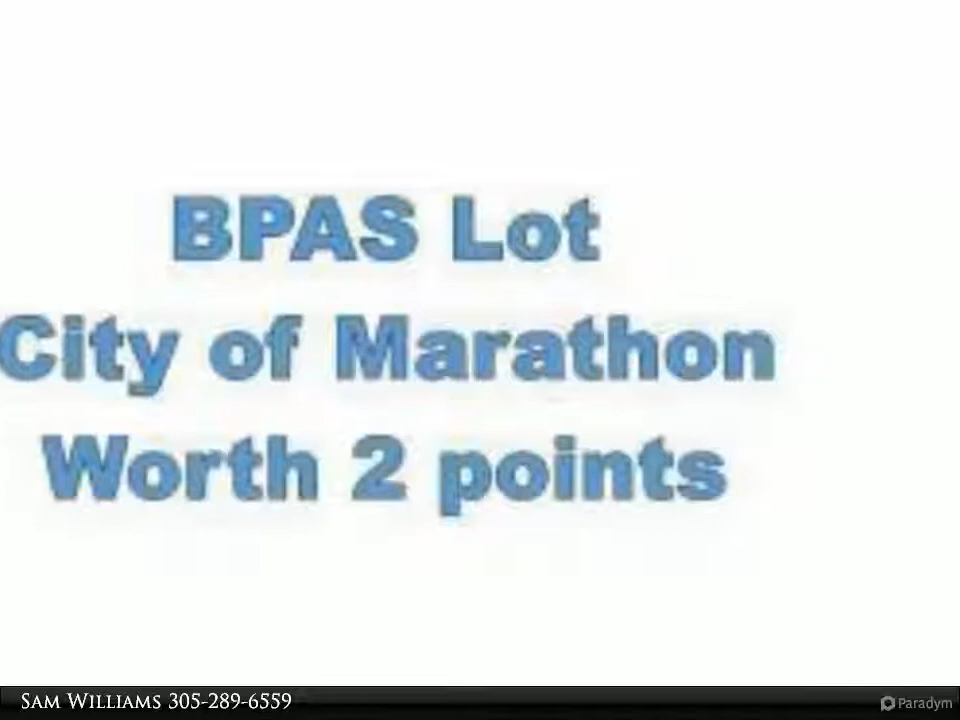 BPAS Lot
City of Marathon
Worth 2 points
Sam Williams 305-289-6559
Paradym